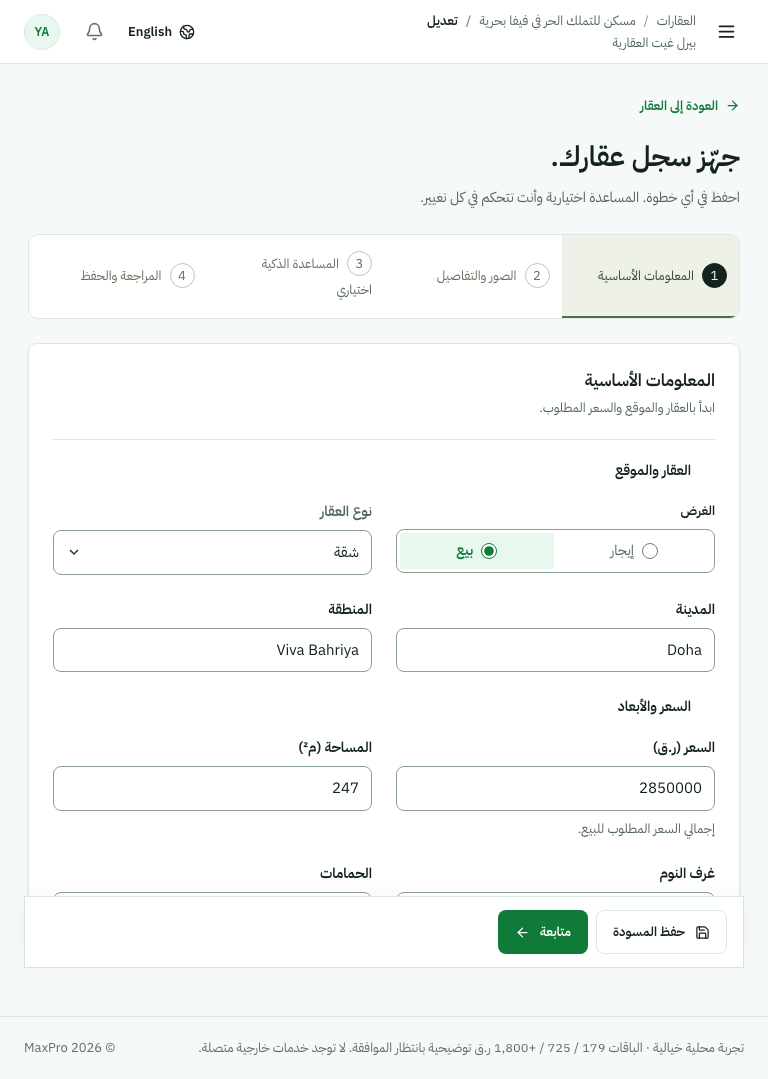 العقارات / مسكن للتملك الحر في فيفا بحرية / تعديل
بيرل غيت العقارية
English
YA
العودة إلى العقار
جهّز سجل عقارك.
احفظ في أي خطوة. المساعدة اختيارية وأنت تتحكم في كل تغيير.
1 المعلومات الأساسية
2 الصور والتفاصيل
3 المساعدة الذكية
اختياري
4 المراجعة والحفظ
المعلومات الأساسية
ابدأ بالعقار والموقع والسعر المطلوب.
العقار والموقع
الغرض
نوع العقار
إيجار
بيع
شقة
المدينة
المنطقة
Doha
Viva Bahriya
السعر والأبعاد
السعر (ر.ق)
المساحة (م²)
2850000
247
إجمالي السعر المطلوب للبيع.
غرف النوم
الحمامات
حفظ المسودة
متابعة
تجربة محلية خيالية · الباقات 179 / 725 / +1,800 ر.ق توضيحية بانتظار الموافقة. لا توجد خدمات خارجية متصلة.
© 2026 MaxPro